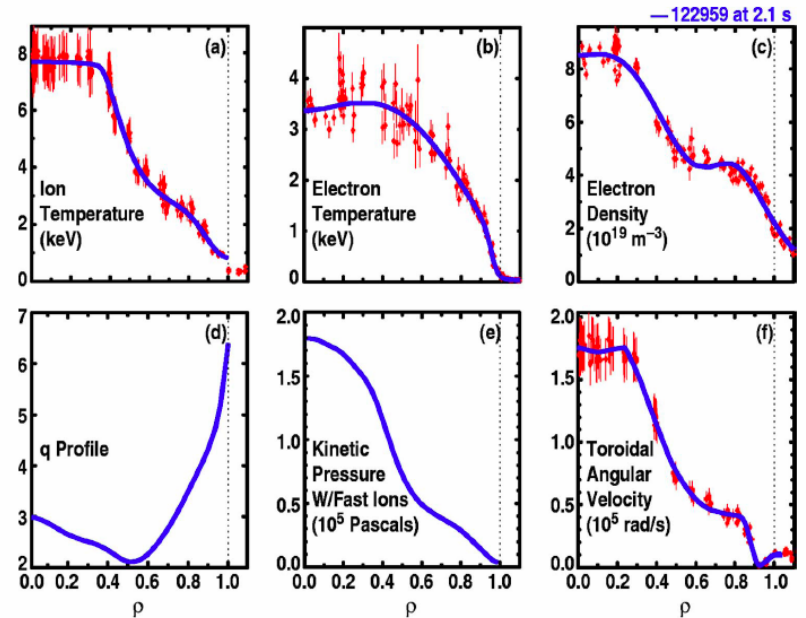 — 122959 at 2.1 s
(a)
8
6
4
2
0
Ion
Temperature
(keV)
(b)
4
3
2
1
0
Electron
Temperature
(keV)
(c)
8
6
4
2
0
Electron
Density
(10¹⁹ m⁻³)
(d)
7
6
5
4
3
2
q Profile
0.0 0.2 0.4 0.6 0.8 1.0
ρ
(e)
2.0
1.5
1.0
0.5
0.0
Kinetic
Pressure
W/Fast Ions
(10⁵ Pascals)
0.0 0.2 0.4 0.6 0.8 1.0
ρ
(f)
2.0
1.5
1.0
0.5
0.0
Toroidal
Angular
Velocity
(10⁵ rad/s)
0.0 0.2 0.4 0.6 0.8 1.0
ρ